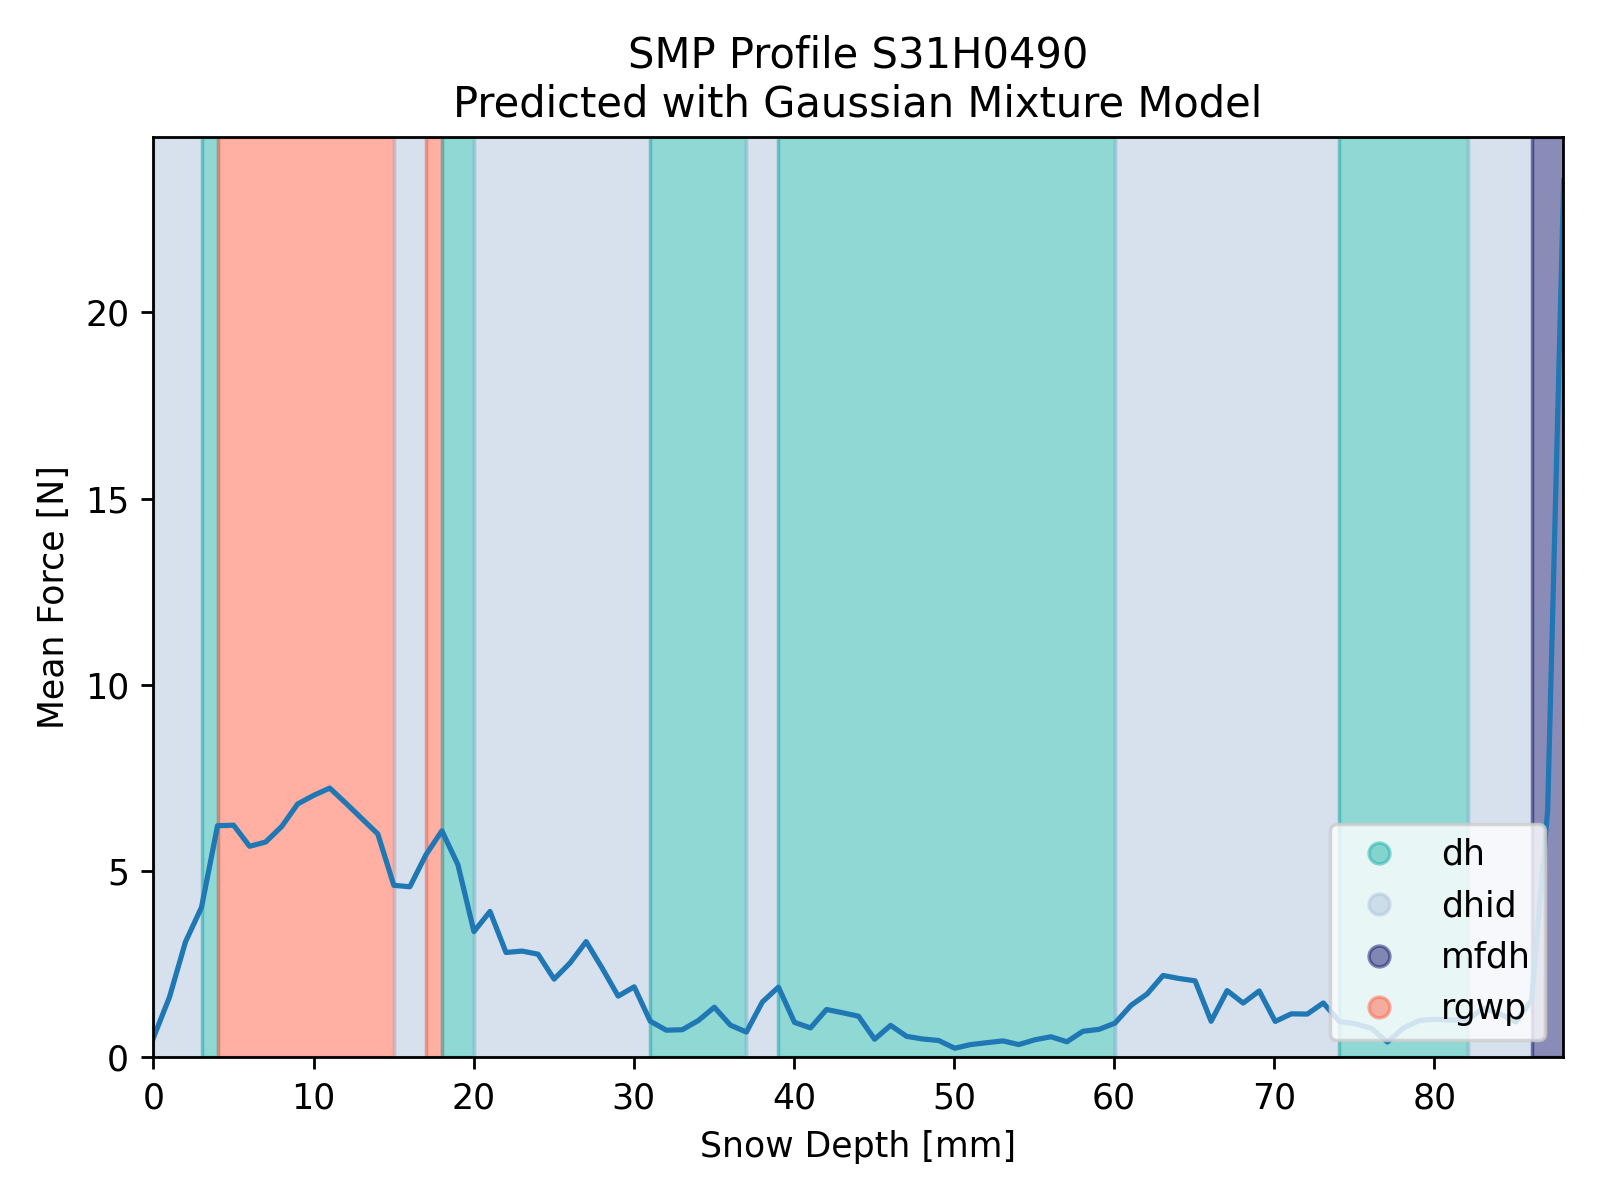 SMP Profile S31H0490
Predicted with Gaussian Mixture Model
Mean Force [N]
20
15
10
5
0
0 10 20 30 40 50 60 70 80
Snow Depth [mm]
dh
dhid
mfdh
rgwp